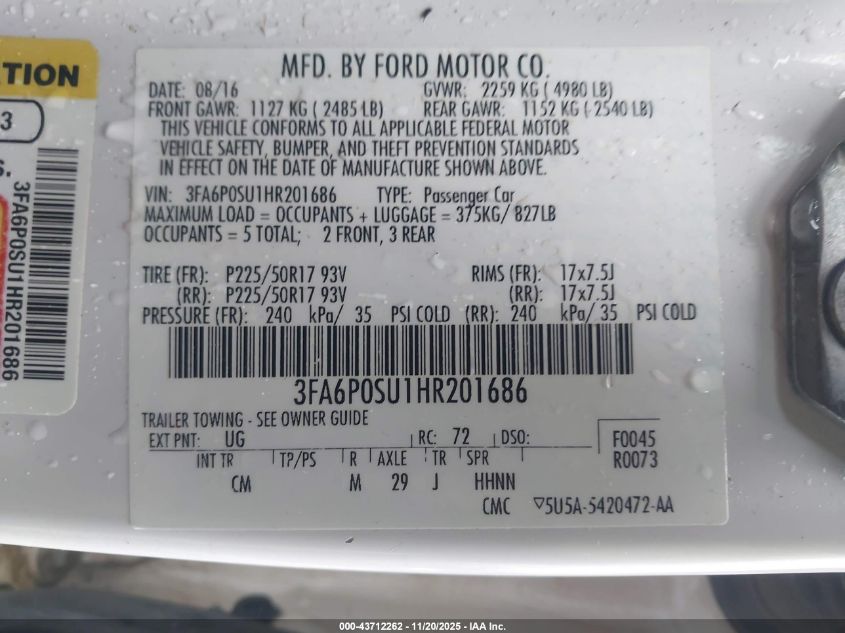 TION
3
S.
3FA6P0SU1HR201686
MFD. BY FORD MOTOR CO.
DATE: 08/16 GVWR: 2259 KG ( 4980 LB)
FRONT GAWR: 1127 KG ( 2485 LB) REAR GAWR: 1152 KG ( 2540 LB)
THIS VEHICLE CONFORMS TO ALL APPLICABLE FEDERAL MOTOR
VEHICLE SAFETY, BUMPER, AND THEFT PREVENTION STANDARDS
IN EFFECT ON THE DATE OF MANUFACTURE SHOWN ABOVE.
VIN: 3FA6P0SU1HR201686 TYPE: Passenger Car
MAXIMUM LOAD = OCCUPANTS + LUGGAGE = 375KG/ 827LB
OCCUPANTS = 5 TOTAL; 2 FRONT, 3 REAR
TIRE (FR): P225/50R17 93V RIMS (FR): 17x7.5J
(RR): P225/50R17 93V (RR): 17x7.5J
PRESSURE (FR): 240 kPa/ 35 PSI COLD (RR): 240 kPa/ 35 PSI COLD
3FA6P0SU1HR201686
TRAILER TOWING - SEE OWNER GUIDE
EXT PNT: UG RC: 72 DSO: F0045
INT TR TP/PS R AXLE TR SPR R0073
CM M 29 J HHNN
CMC ▽5U5A-5420472-AA
000-43712262 - 11/20/2025 - IAA Inc.